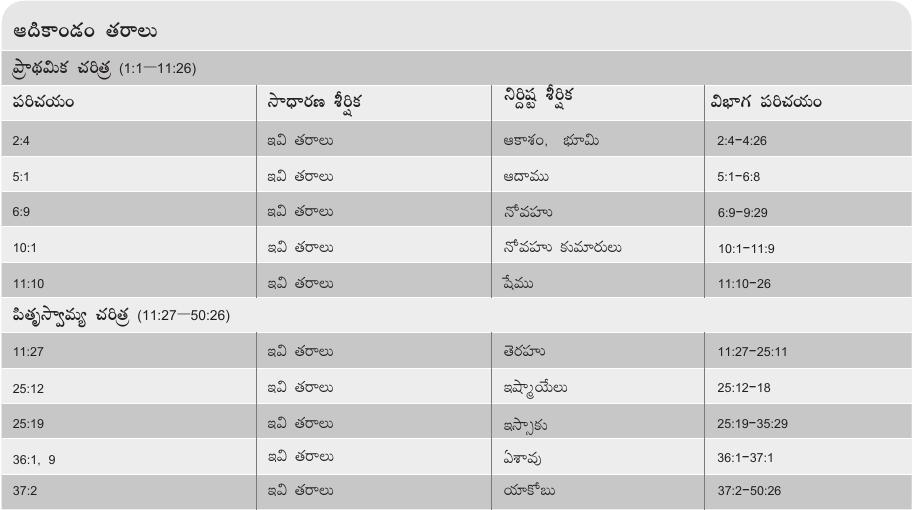 ఆదికాండం తరాలు
ప్రాథమిక చరిత్ర (1:1—11:26)
పరిచయం సాధారణ శీర్షిక నిర్దిష్ట శీర్షిక విభాగ పరిచయం
2:4 ఇవి తరాలు ఆకాశం, భూమి 2:4–4:26
5:1 ఇవి తరాలు ఆదాము 5:1–6:8
6:9 ఇవి తరాలు నోవహు 6:9–9:29
10:1 ఇవి తరాలు నోవహు కుమారులు 10:1–11:9
11:10 ఇవి తరాలు షేము 11:10–26
పితృస్వామ్య చరిత్ర (11:27—50:26)
11:27 ఇవి తరాలు తెరహు 11:27–25:11
25:12 ఇవి తరాలు ఇష్మాయేలు 25:12–18
25:19 ఇవి తరాలు ఇస్సాకు 25:19–35:29
36:1, 9 ఇవి తరాలు ఏశావు 36:1–37:1
37:2 ఇవి తరాలు యాకోబు 37:2–50:26